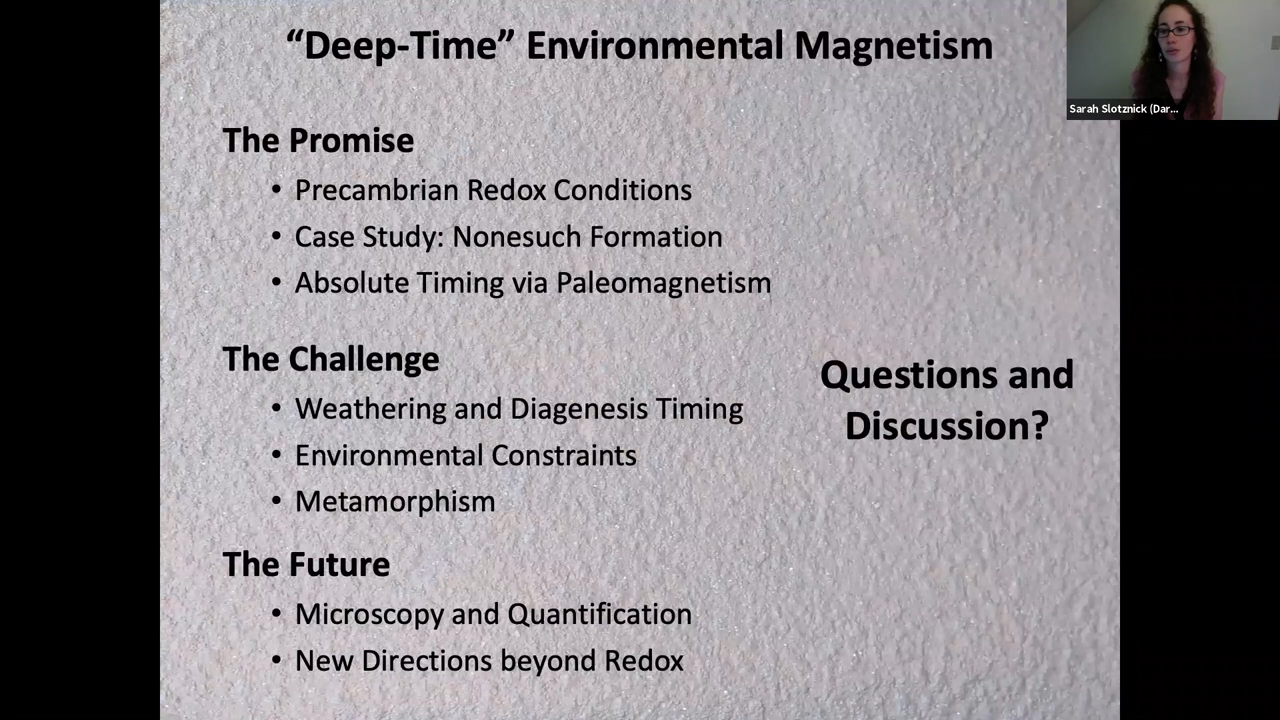 “Deep-Time” Environmental Magnetism
Sarah Slotznick (Dar...
The Promise
• Precambrian Redox Conditions
• Case Study: Nonesuch Formation
• Absolute Timing via Paleomagnetism
The Challenge
• Weathering and Diagenesis Timing
• Environmental Constraints
• Metamorphism
Questions and
Discussion?
The Future
• Microscopy and Quantification
• New Directions beyond Redox